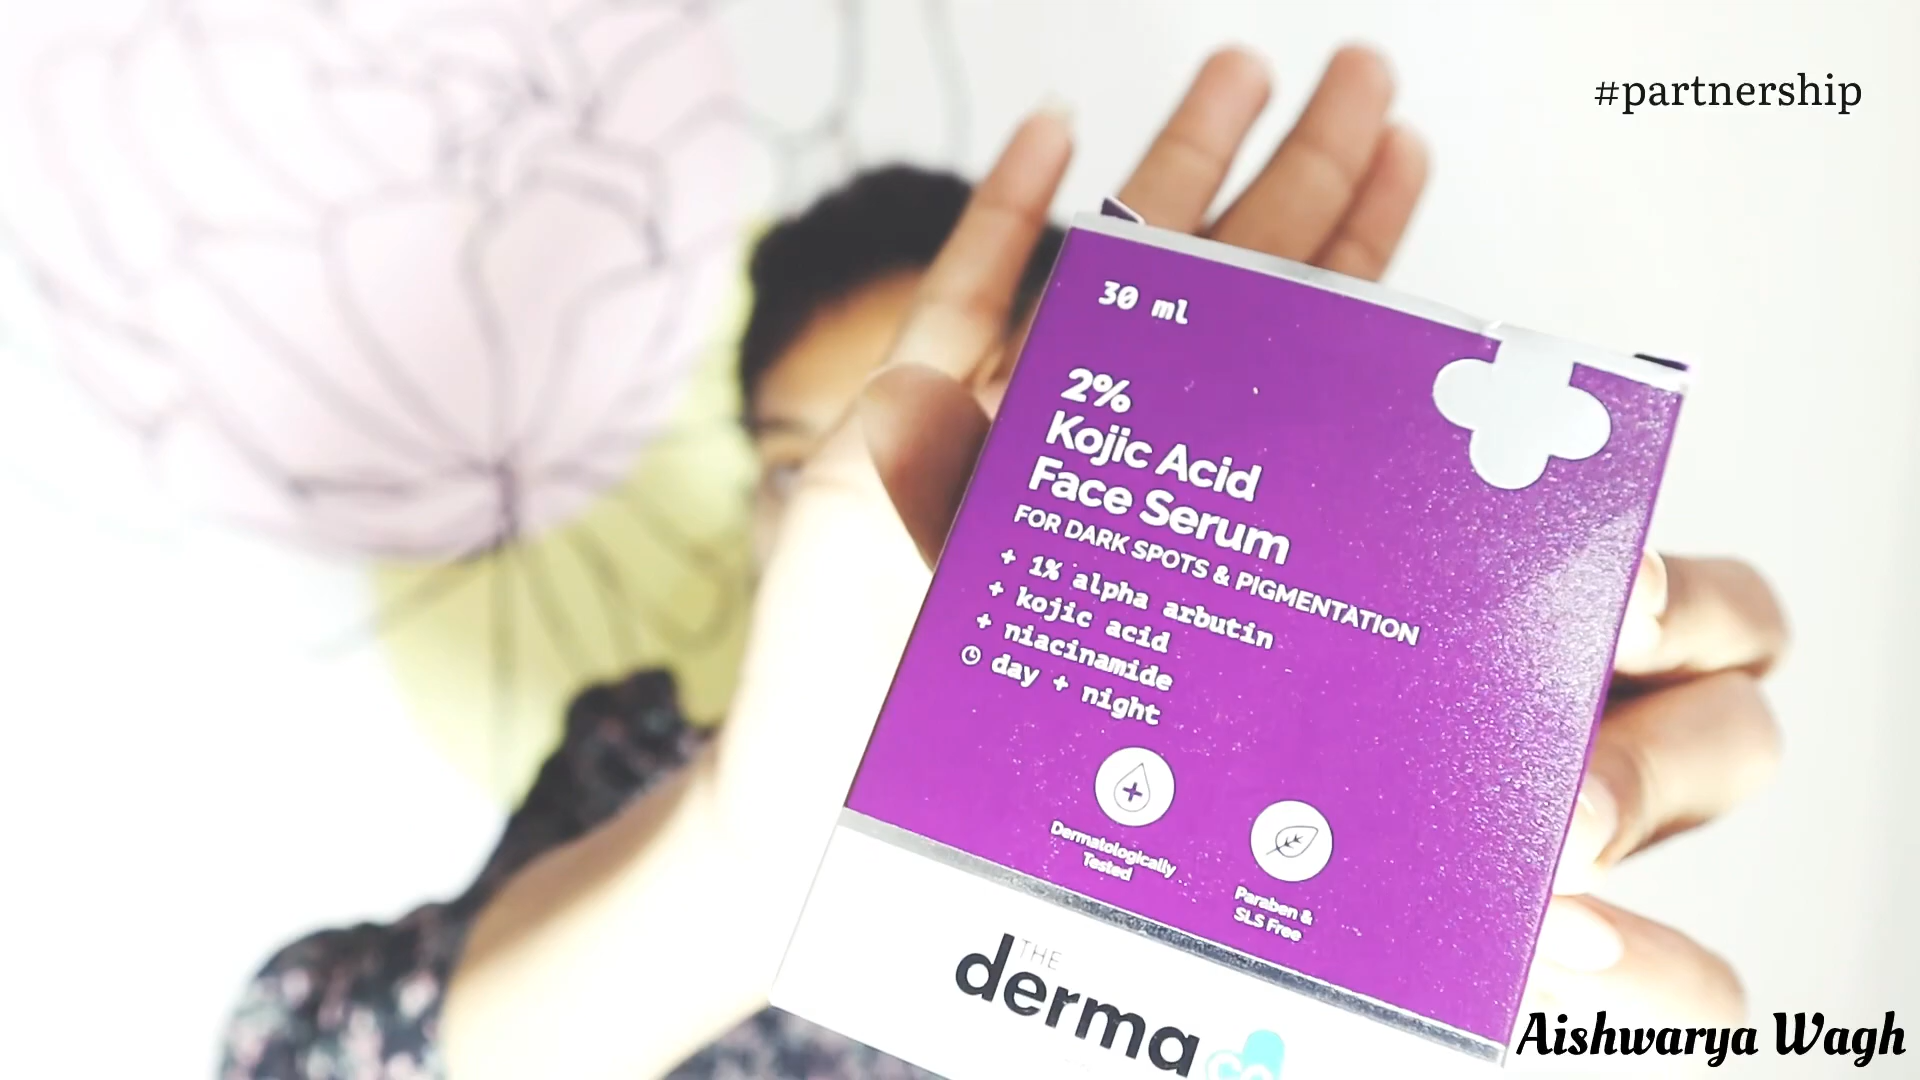 #partnership
30 ml
2%
Kojic Acid
Face Serum
FOR DARK SPOTS & PIGMENTATION
+ 1% alpha arbutin
+ kojic acid
+ niacinamide
day + night
Dermatologically
Tested
Paraben &
SLS Free
THE
derma
co
Aishwarya Wagh